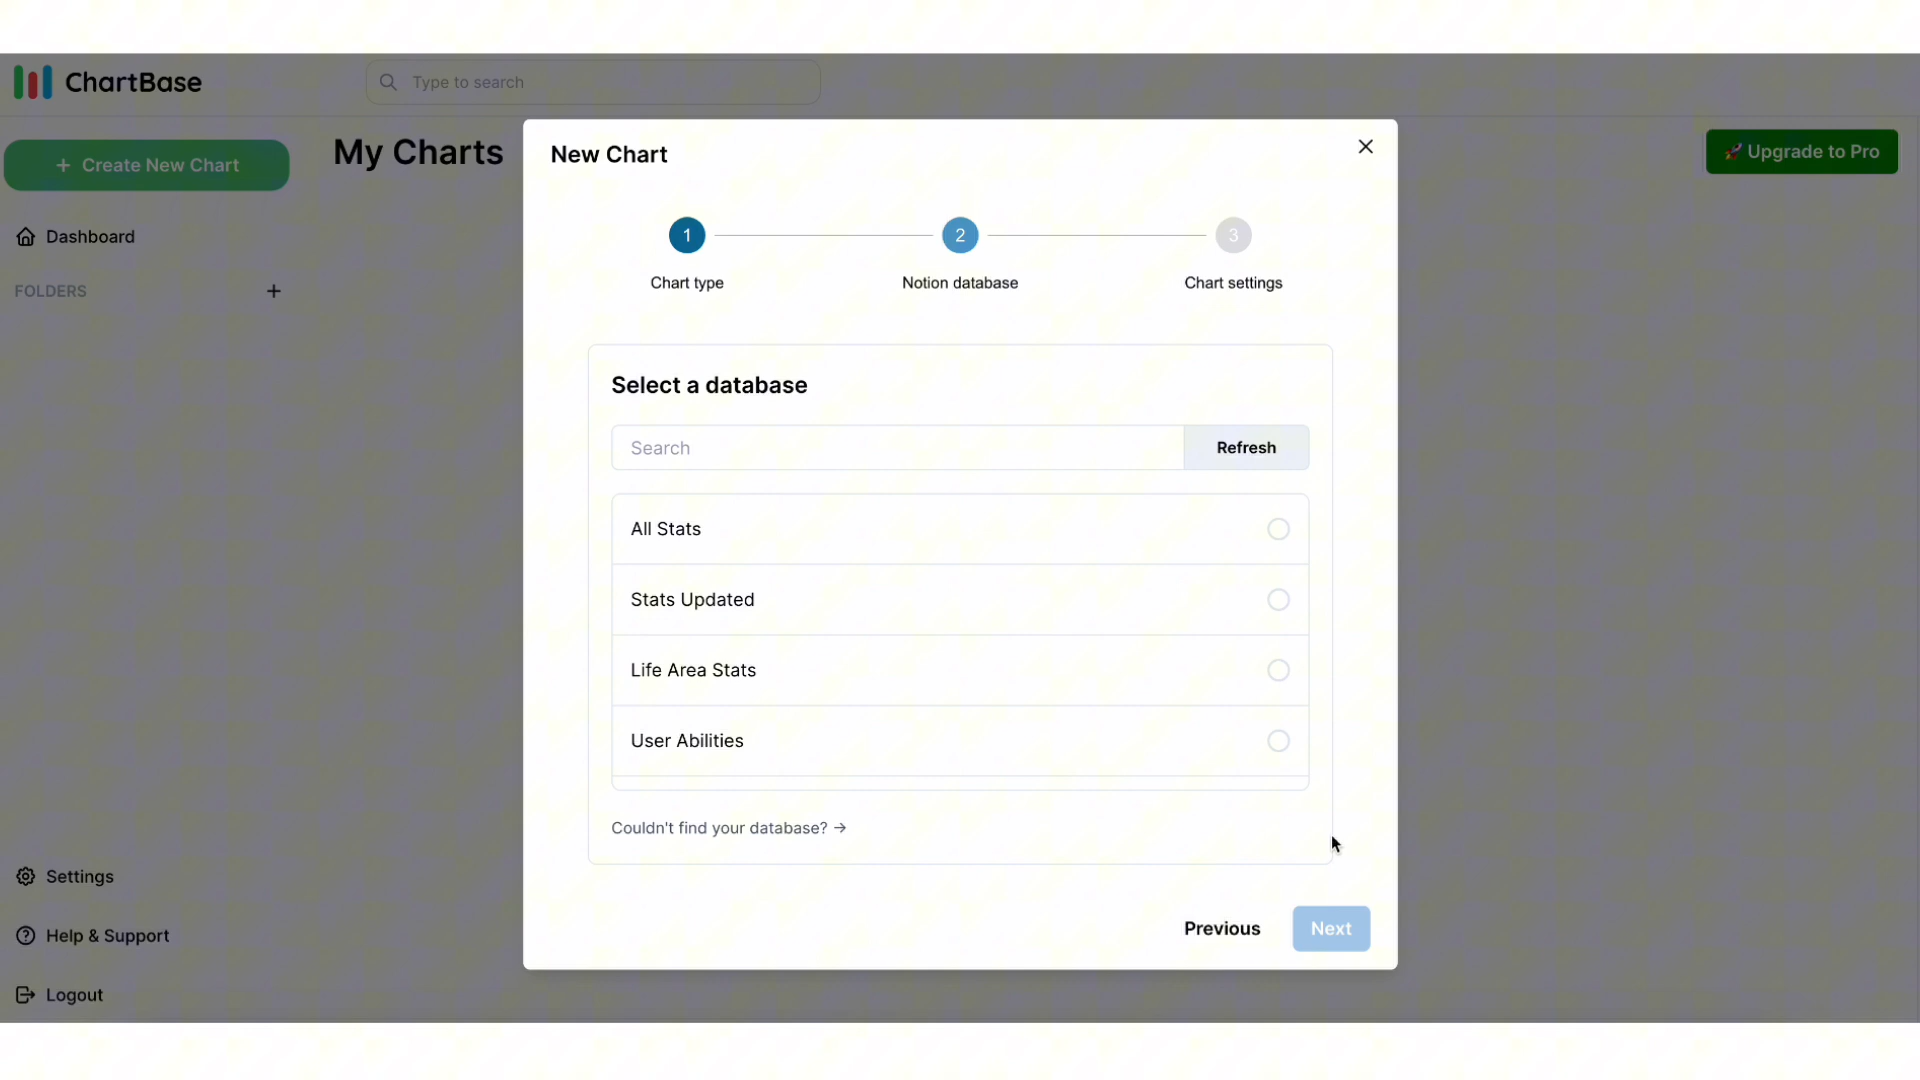 ChartBase
Type to search
+ Create New Chart
My Charts
🚀 Upgrade to Pro
Dashboard
FOLDERS +
New Chart
1
2
3
Chart type
Notion database
Chart settings
Select a database
Search
Refresh
All Stats
Stats Updated
Life Area Stats
User Abilities
Couldn't find your database? →
Previous
Next
Settings
Help & Support
Logout